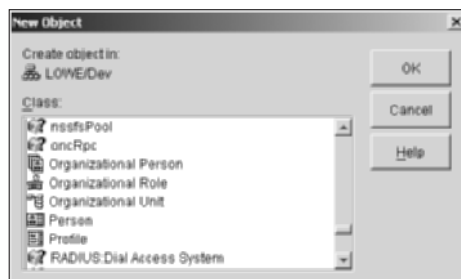 New Object
Create object in:
LOWE/Dev
Class:
nssfsPool
oncRpc
Organizational Person
Organizational Role
Organizational Unit
Person
Profile
RADIUS:Dial Access System
OK
Cancel
Help